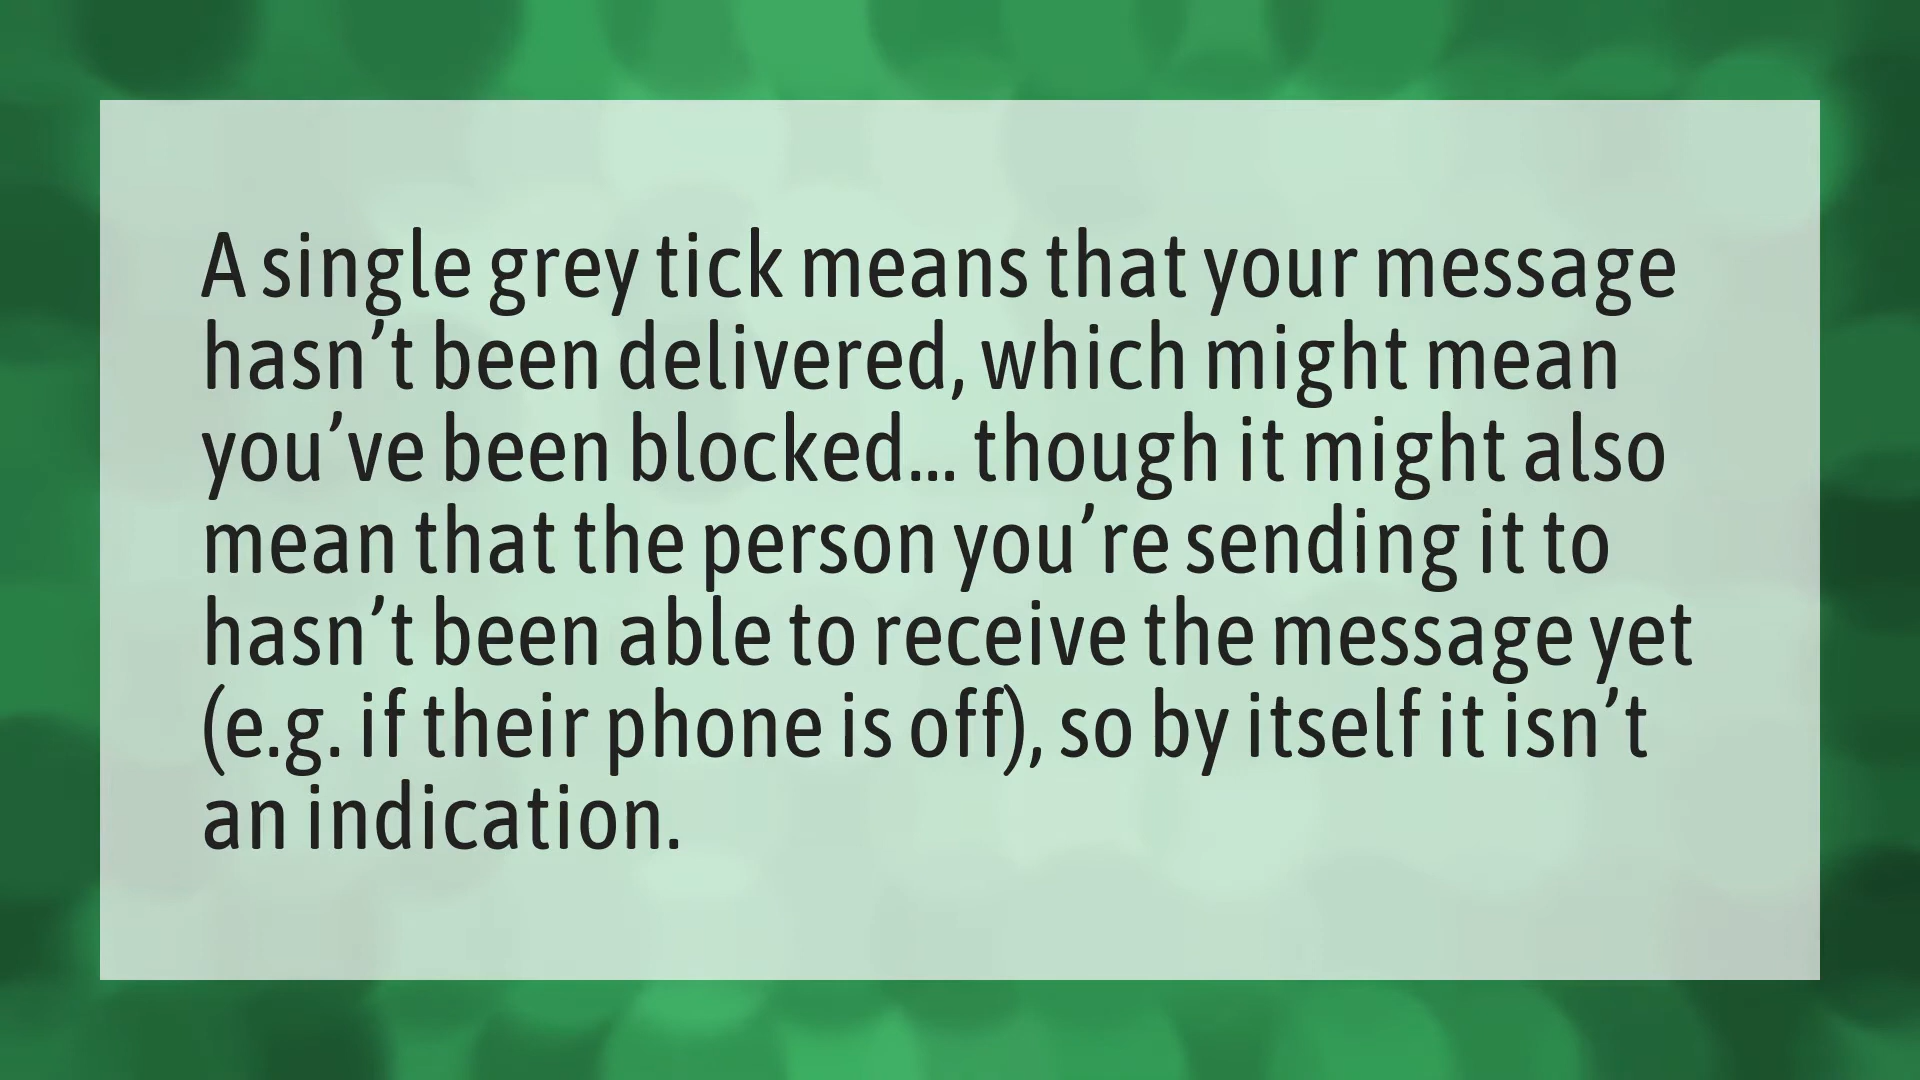 A single grey tick means that your message
hasn’t been delivered, which might mean
you’ve been blocked... though it might also
mean that the person you’re sending it to
hasn’t been able to receive the message yet
(e.g. if their phone is off), so by itself it isn’t
an indication.